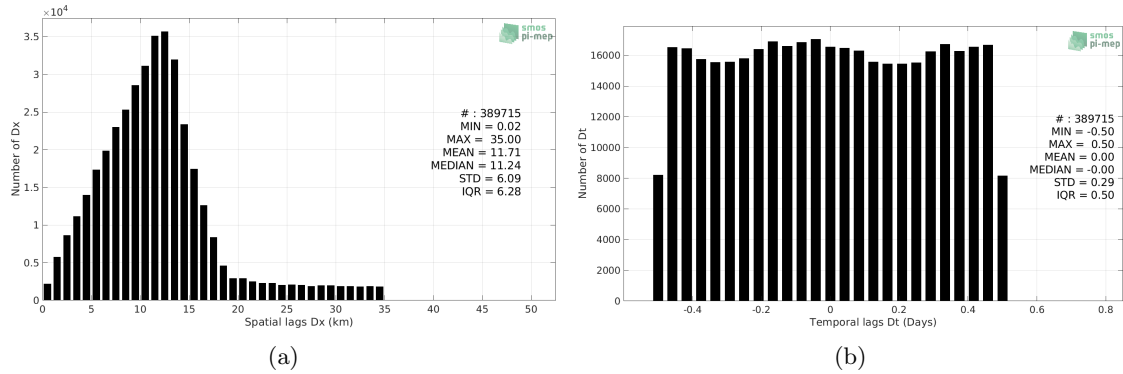 ×10⁴
3.5
3
2.5
2
1.5
1
0.5
0
Number of Dx
smos
pi-mep
# : 389715
MIN = 0.02
MAX = 35.00
MEAN = 11.71
MEDIAN = 11.24
STD = 6.09
IQR = 6.28
0 5 10 15 20 25 30 35 40 45 50
Spatial lags Dx (km)
(a)
16000
14000
12000
10000
8000
6000
4000
2000
0
Number of Dt
smos
pi-mep
# : 389715
MIN = -0.50
MAX = 0.50
MEAN = 0.00
MEDIAN = -0.00
STD = 0.29
IQR = 0.50
-0.4 -0.2 0 0.2 0.4 0.6 0.8
Temporal lags Dt (Days)
(b)